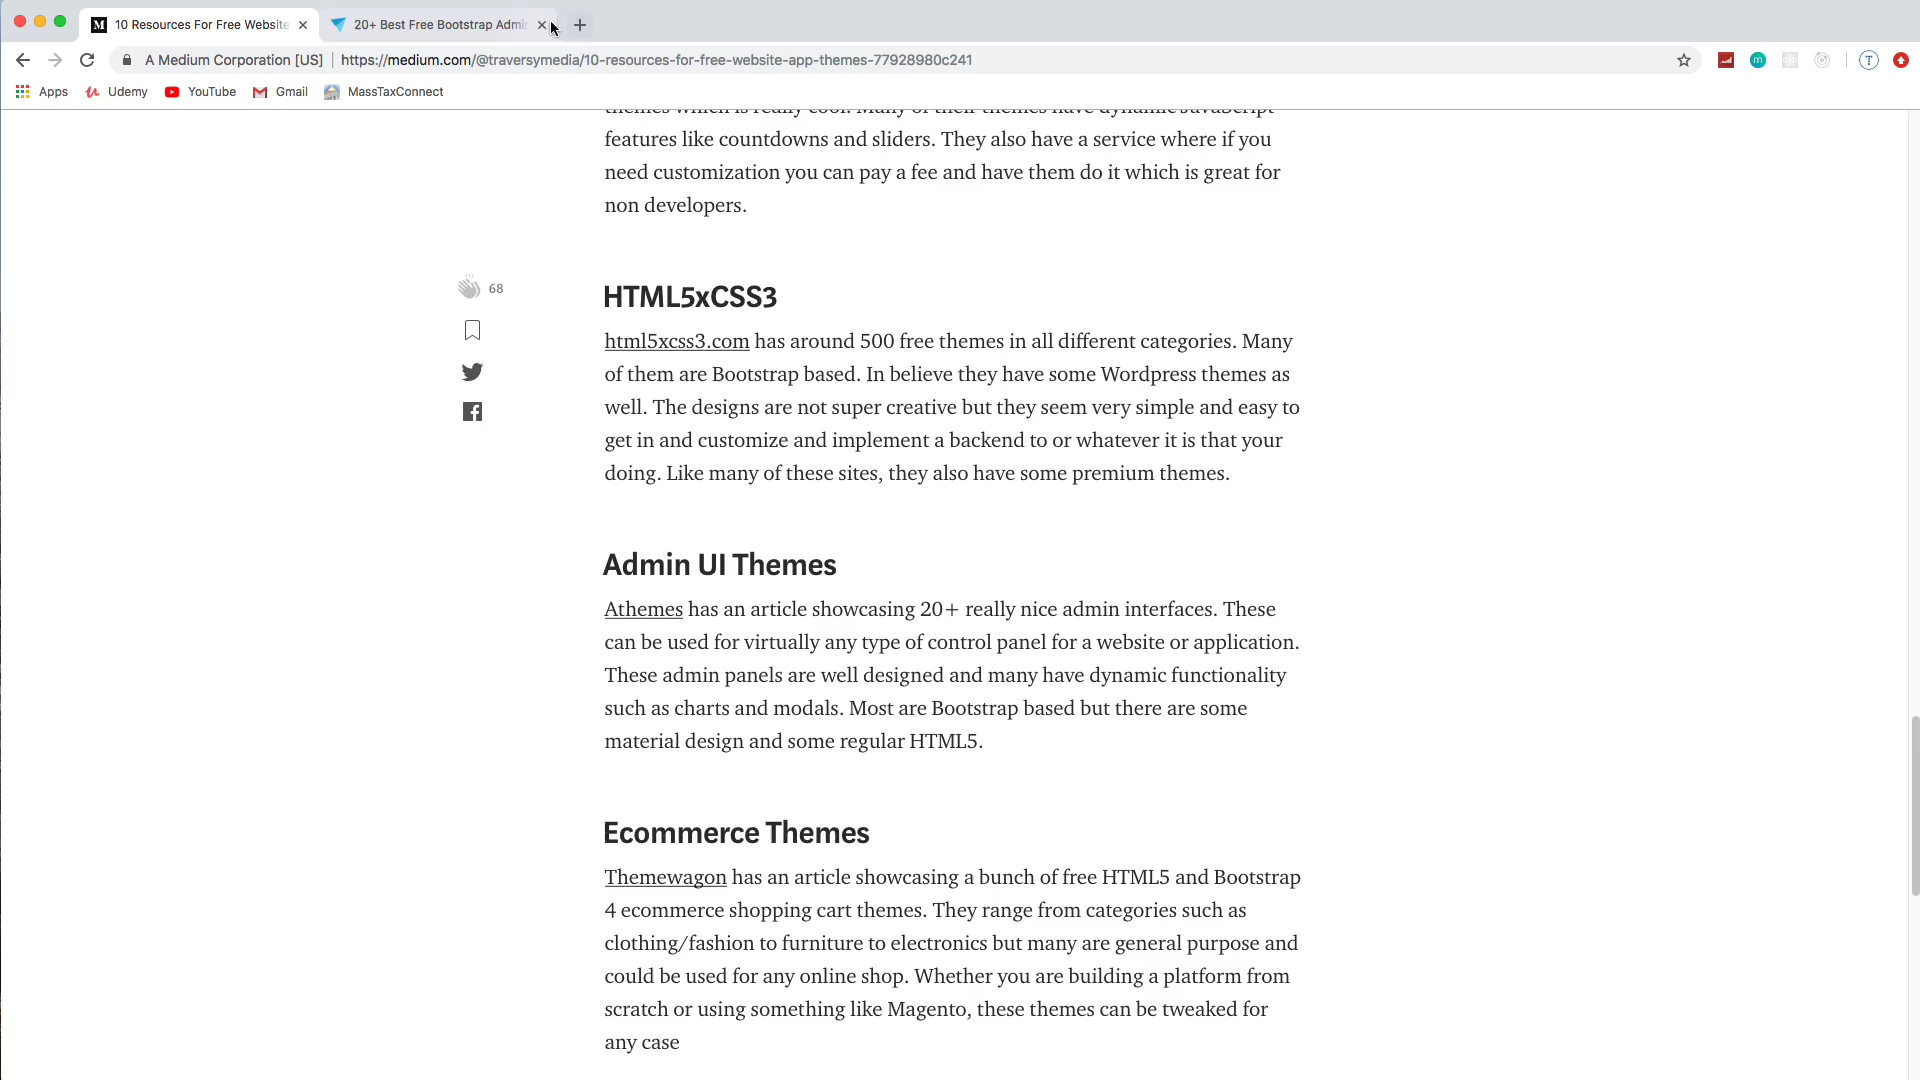 10 Resources For Free Website
20+ Best Free Bootstrap Admi
A Medium Corporation [US]
https://medium.com/@traversymedia/10-resources-for-free-website-app-themes-77928980c241
Apps
Udemy
YouTube
Gmail
MassTaxConnect
themes which is really cool. Many of their themes have dynamic JavaScript
features like countdowns and sliders. They also have a service where if you
need customization you can pay a fee and have them do it which is great for
non developers.
68
HTML5xCSS3
html5xcss3.com has around 500 free themes in all different categories. Many
of them are Bootstrap based. In believe they have some Wordpress themes as
well. The designs are not super creative but they seem very simple and easy to
get in and customize and implement a backend to or whatever it is that your
doing. Like many of these sites, they also have some premium themes.
Admin UI Themes
Athemes has an article showcasing 20+ really nice admin interfaces. These
can be used for virtually any type of control panel for a website or application.
These admin panels are well designed and many have dynamic functionality
such as charts and modals. Most are Bootstrap based but there are some
material design and some regular HTML5.
Ecommerce Themes
Themewagon has an article showcasing a bunch of free HTML5 and Bootstrap
4 ecommerce shopping cart themes. They range from categories such as
clothing/fashion to furniture to electronics but many are general purpose and
could be used for any online shop. Whether you are building a platform from
scratch or using something like Magento, these themes can be tweaked for
any case